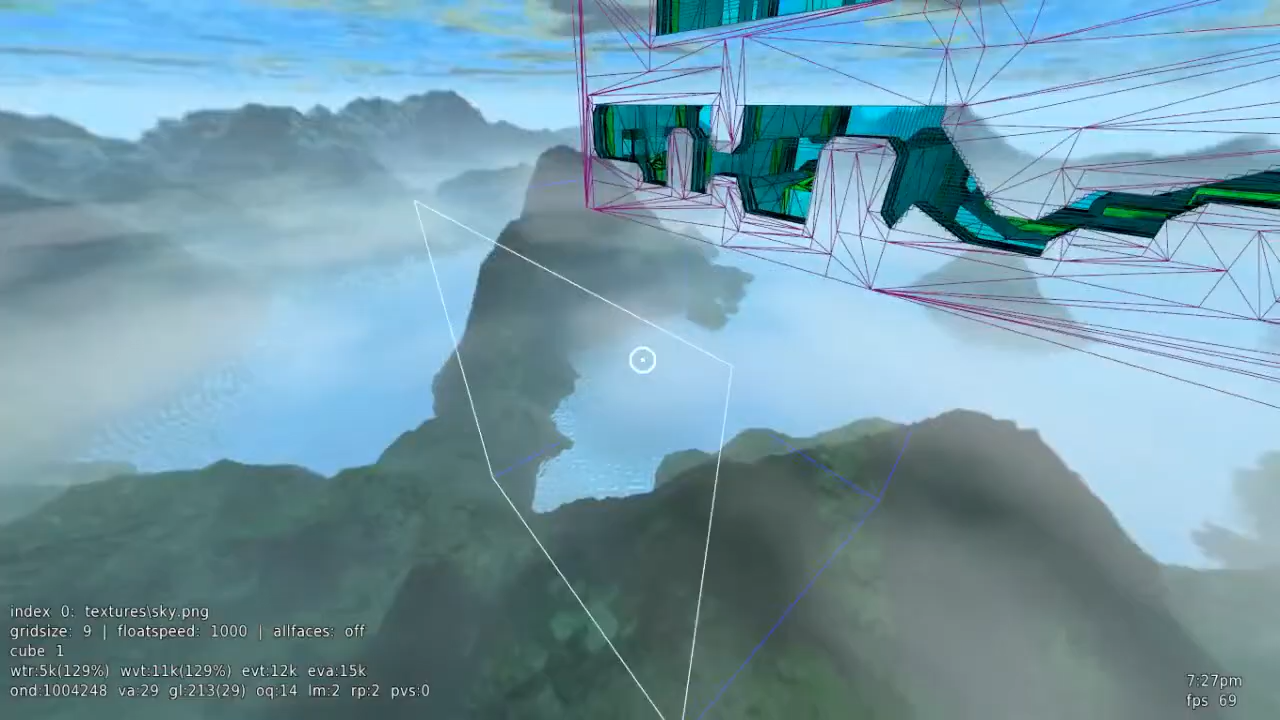 index 0: textures\sky.png
gridsize: 9 | floatspeed: 1000 | allfaces: off
cube 1
wtr:5k(129%) wvt:11k(129%) evt:12k eva:15k
ond:1004248 va:29 gl:213(29) oq:14 lm:2 rp:2 pvs:0
7:27pm
fps 69